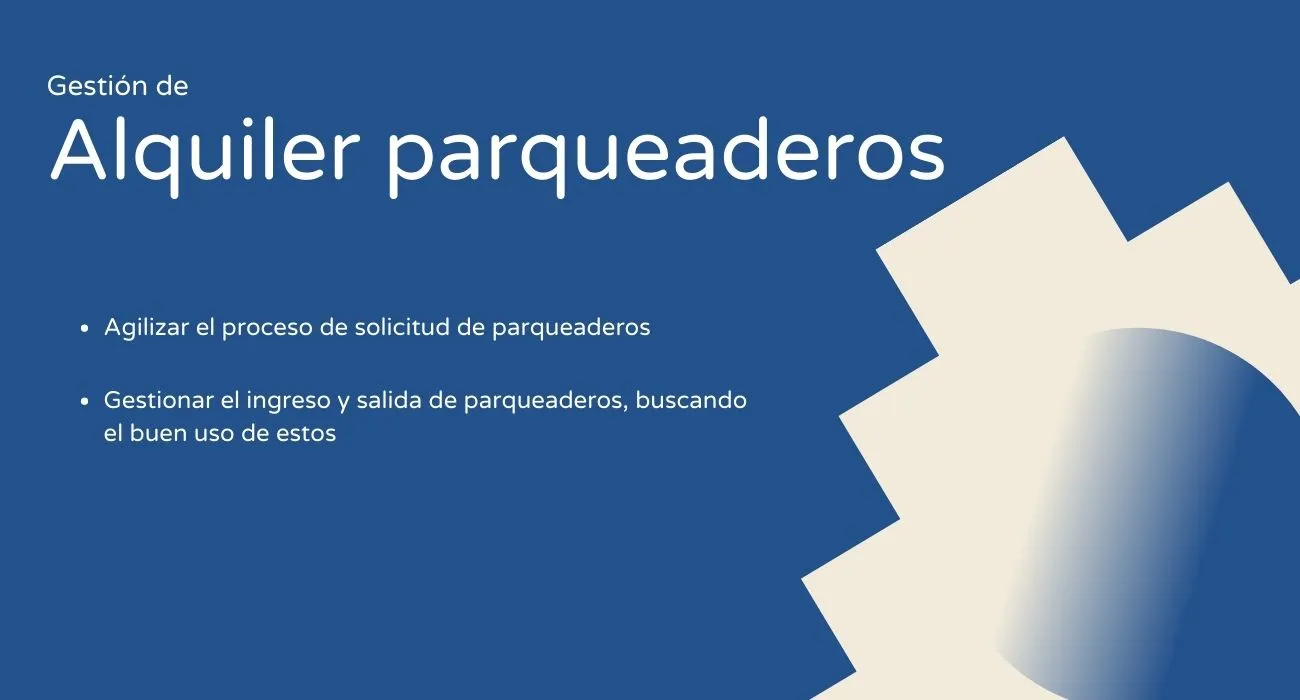 Gestión de
Alquiler parqueaderos
• Agilizar el proceso de solicitud de parqueaderos
• Gestionar el ingreso y salida de parqueaderos, buscando
el buen uso de estos